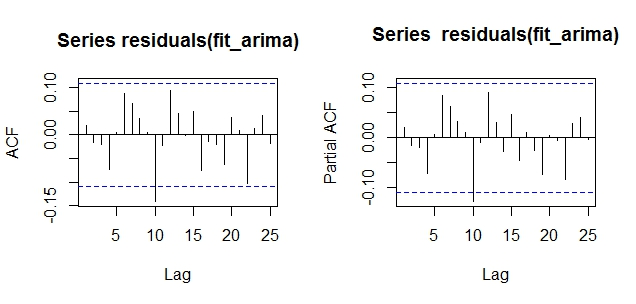 Series residuals(fit_arima)
ACF
0.10
0.00
-0.15
5
10
15
20
25
Lag
Series residuals(fit_arima)
Partial ACF
0.10
0.00
-0.10
5
10
15
20
25
Lag